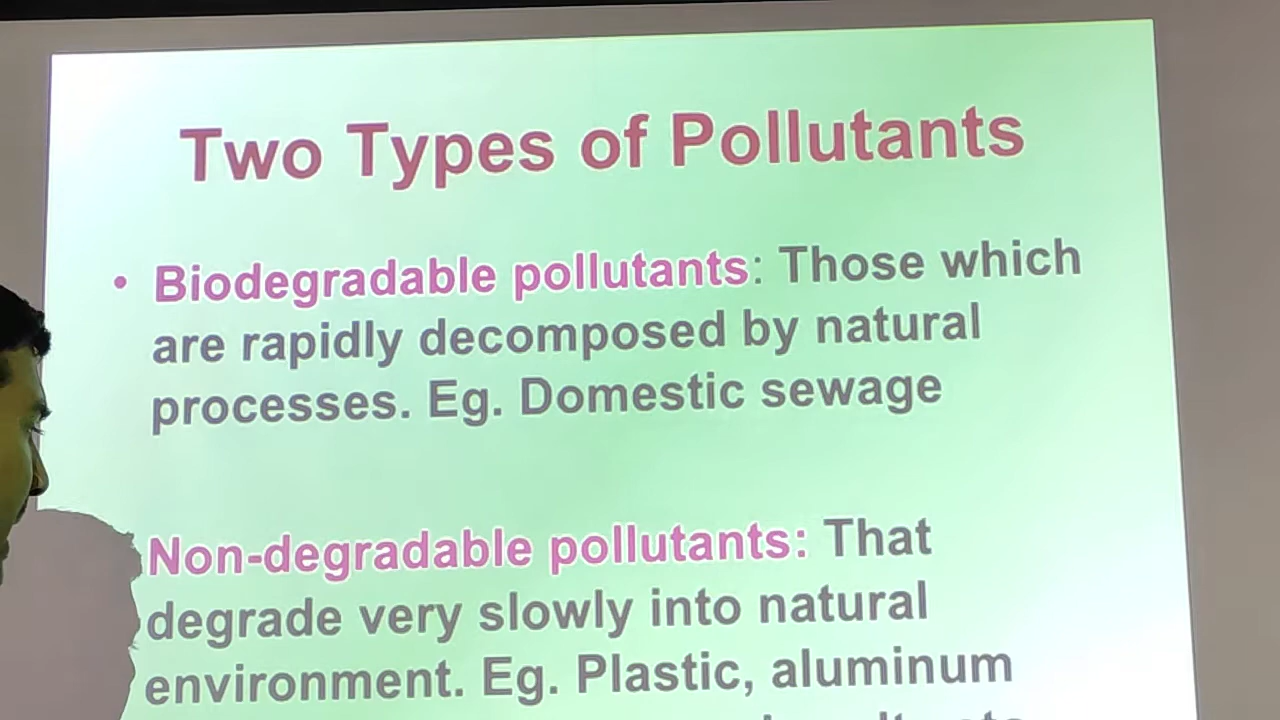 Two Types of Pollutants
• Biodegradable pollutants: Those which
are rapidly decomposed by natural
processes. Eg. Domestic sewage
Non-degradable pollutants: That
degrade very slowly into natural
environment. Eg. Plastic, aluminum